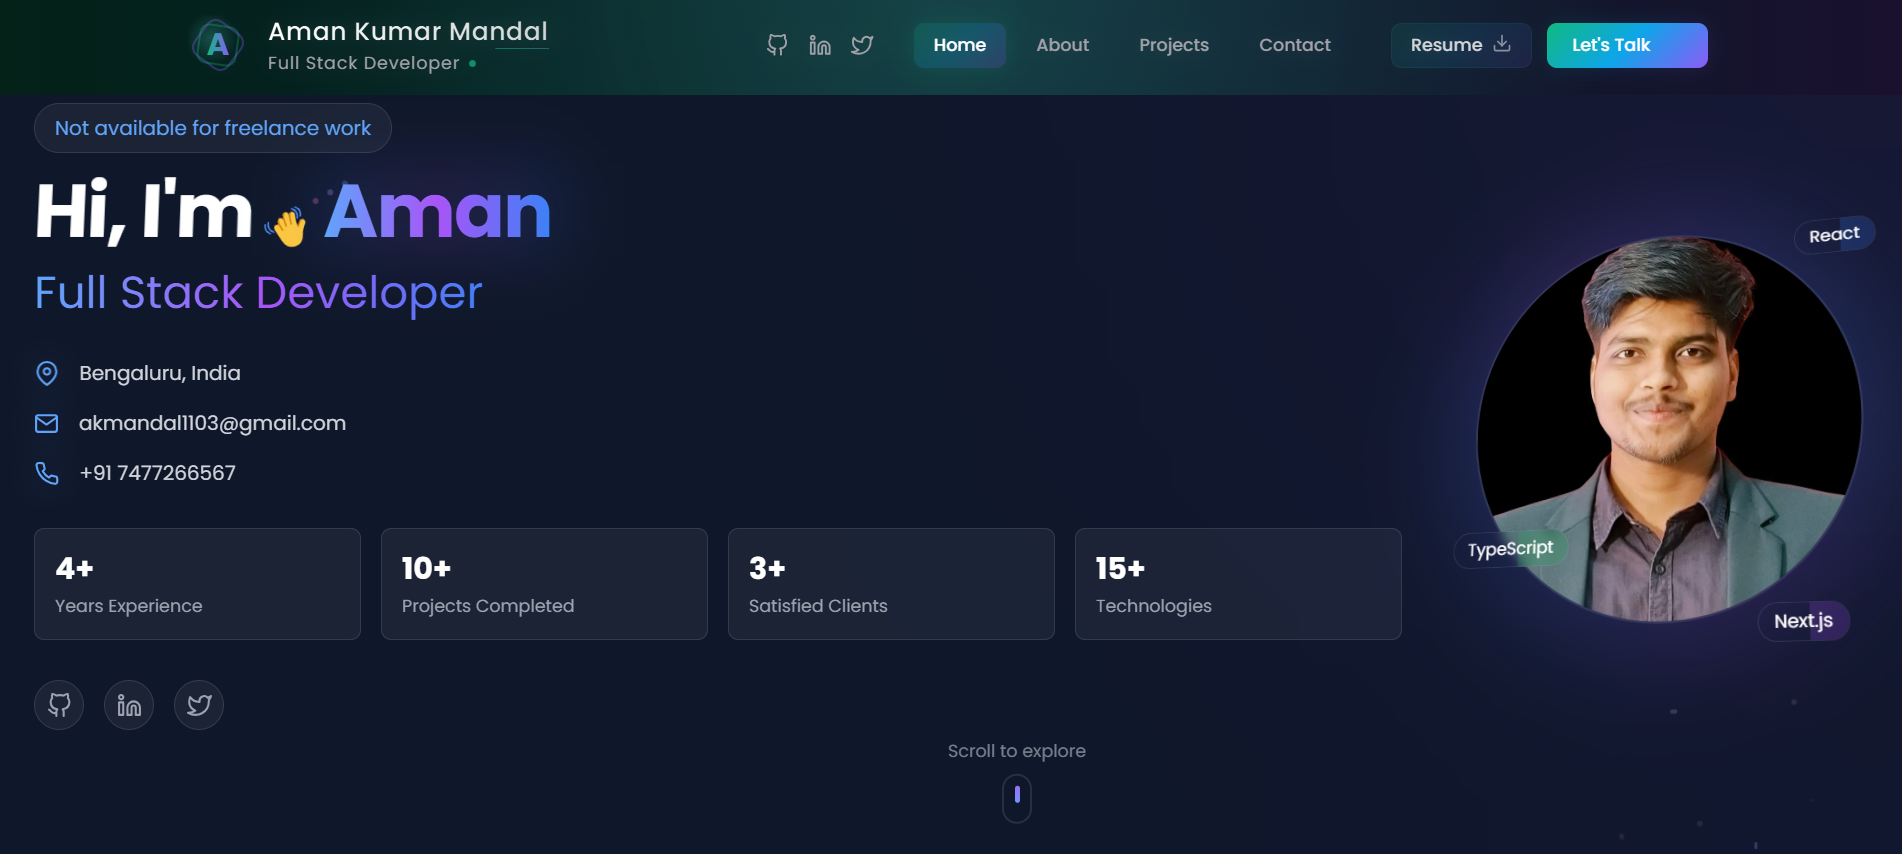 A
Aman Kumar Mandal
Full Stack Developer
Home
About
Projects
Contact
Resume
Let's Talk
Not available for freelance work
Hi, I'm 👋 Aman
Full Stack Developer
Bengaluru, India
akmandal1103@gmail.com
+91 7477266567
4+
Years Experience
10+
Projects Completed
3+
Satisfied Clients
15+
Technologies
React
TypeScript
Next.js
Scroll to explore